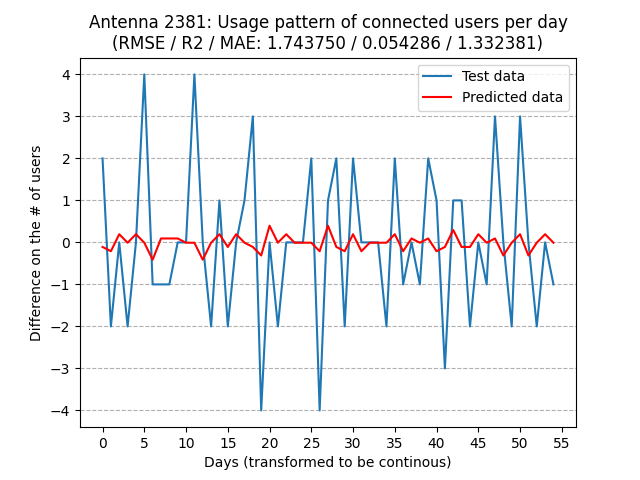 Antenna 2381: Usage pattern of connected users per day
(RMSE / R2 / MAE: 1.743750 / 0.054286 / 1.332381)
Test data
Predicted data
Difference on the # of users
4
3
2
1
0
−1
−2
−3
−4
0 5 10 15 20 25 30 35 40 45 50 55
Days (transformed to be continous)